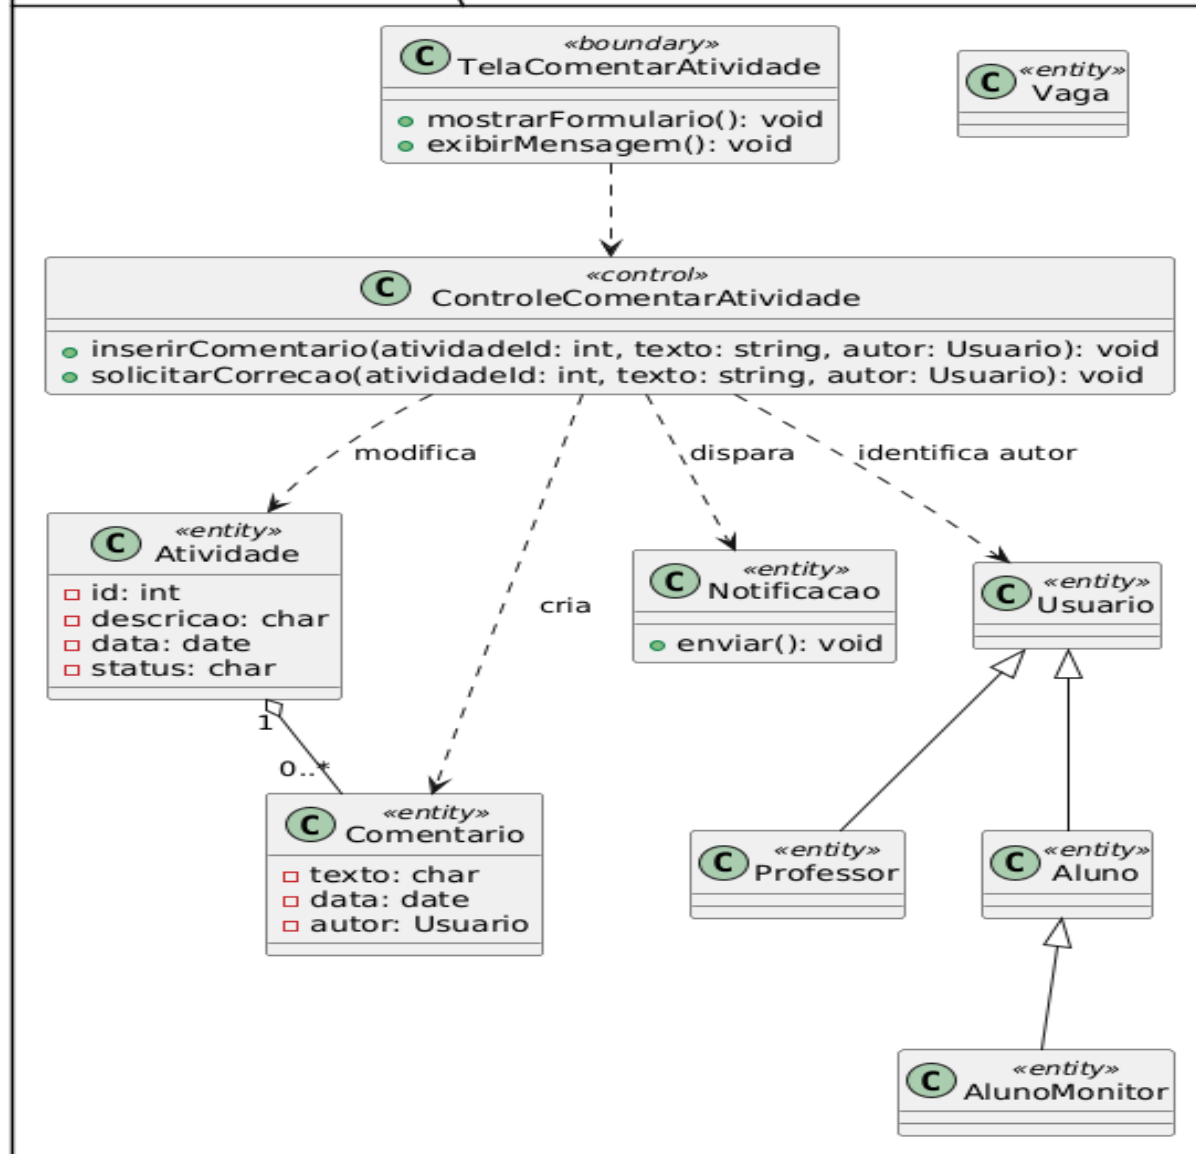 «boundary»
C TelaComentarAtividade
mostrarFormulario(): void
exibirMensagem(): void
«entity»
C Vaga
«control»
C ControleComentarAtividade
inserirComentario(atividadeId: int, texto: string, autor: Usuario): void
solicitarCorrecao(atividadeId: int, texto: string, autor: Usuario): void
modifica
dispara
identifica autor
«entity»
C Atividade
id: int
descricao: char
data: date
status: char
cria
«entity»
C Notificacao
enviar(): void
«entity»
C Usuario
1
0..*
«entity»
C Comentario
texto: char
data: date
autor: Usuario
«entity»
C Professor
«entity»
C Aluno
«entity»
C AlunoMonitor